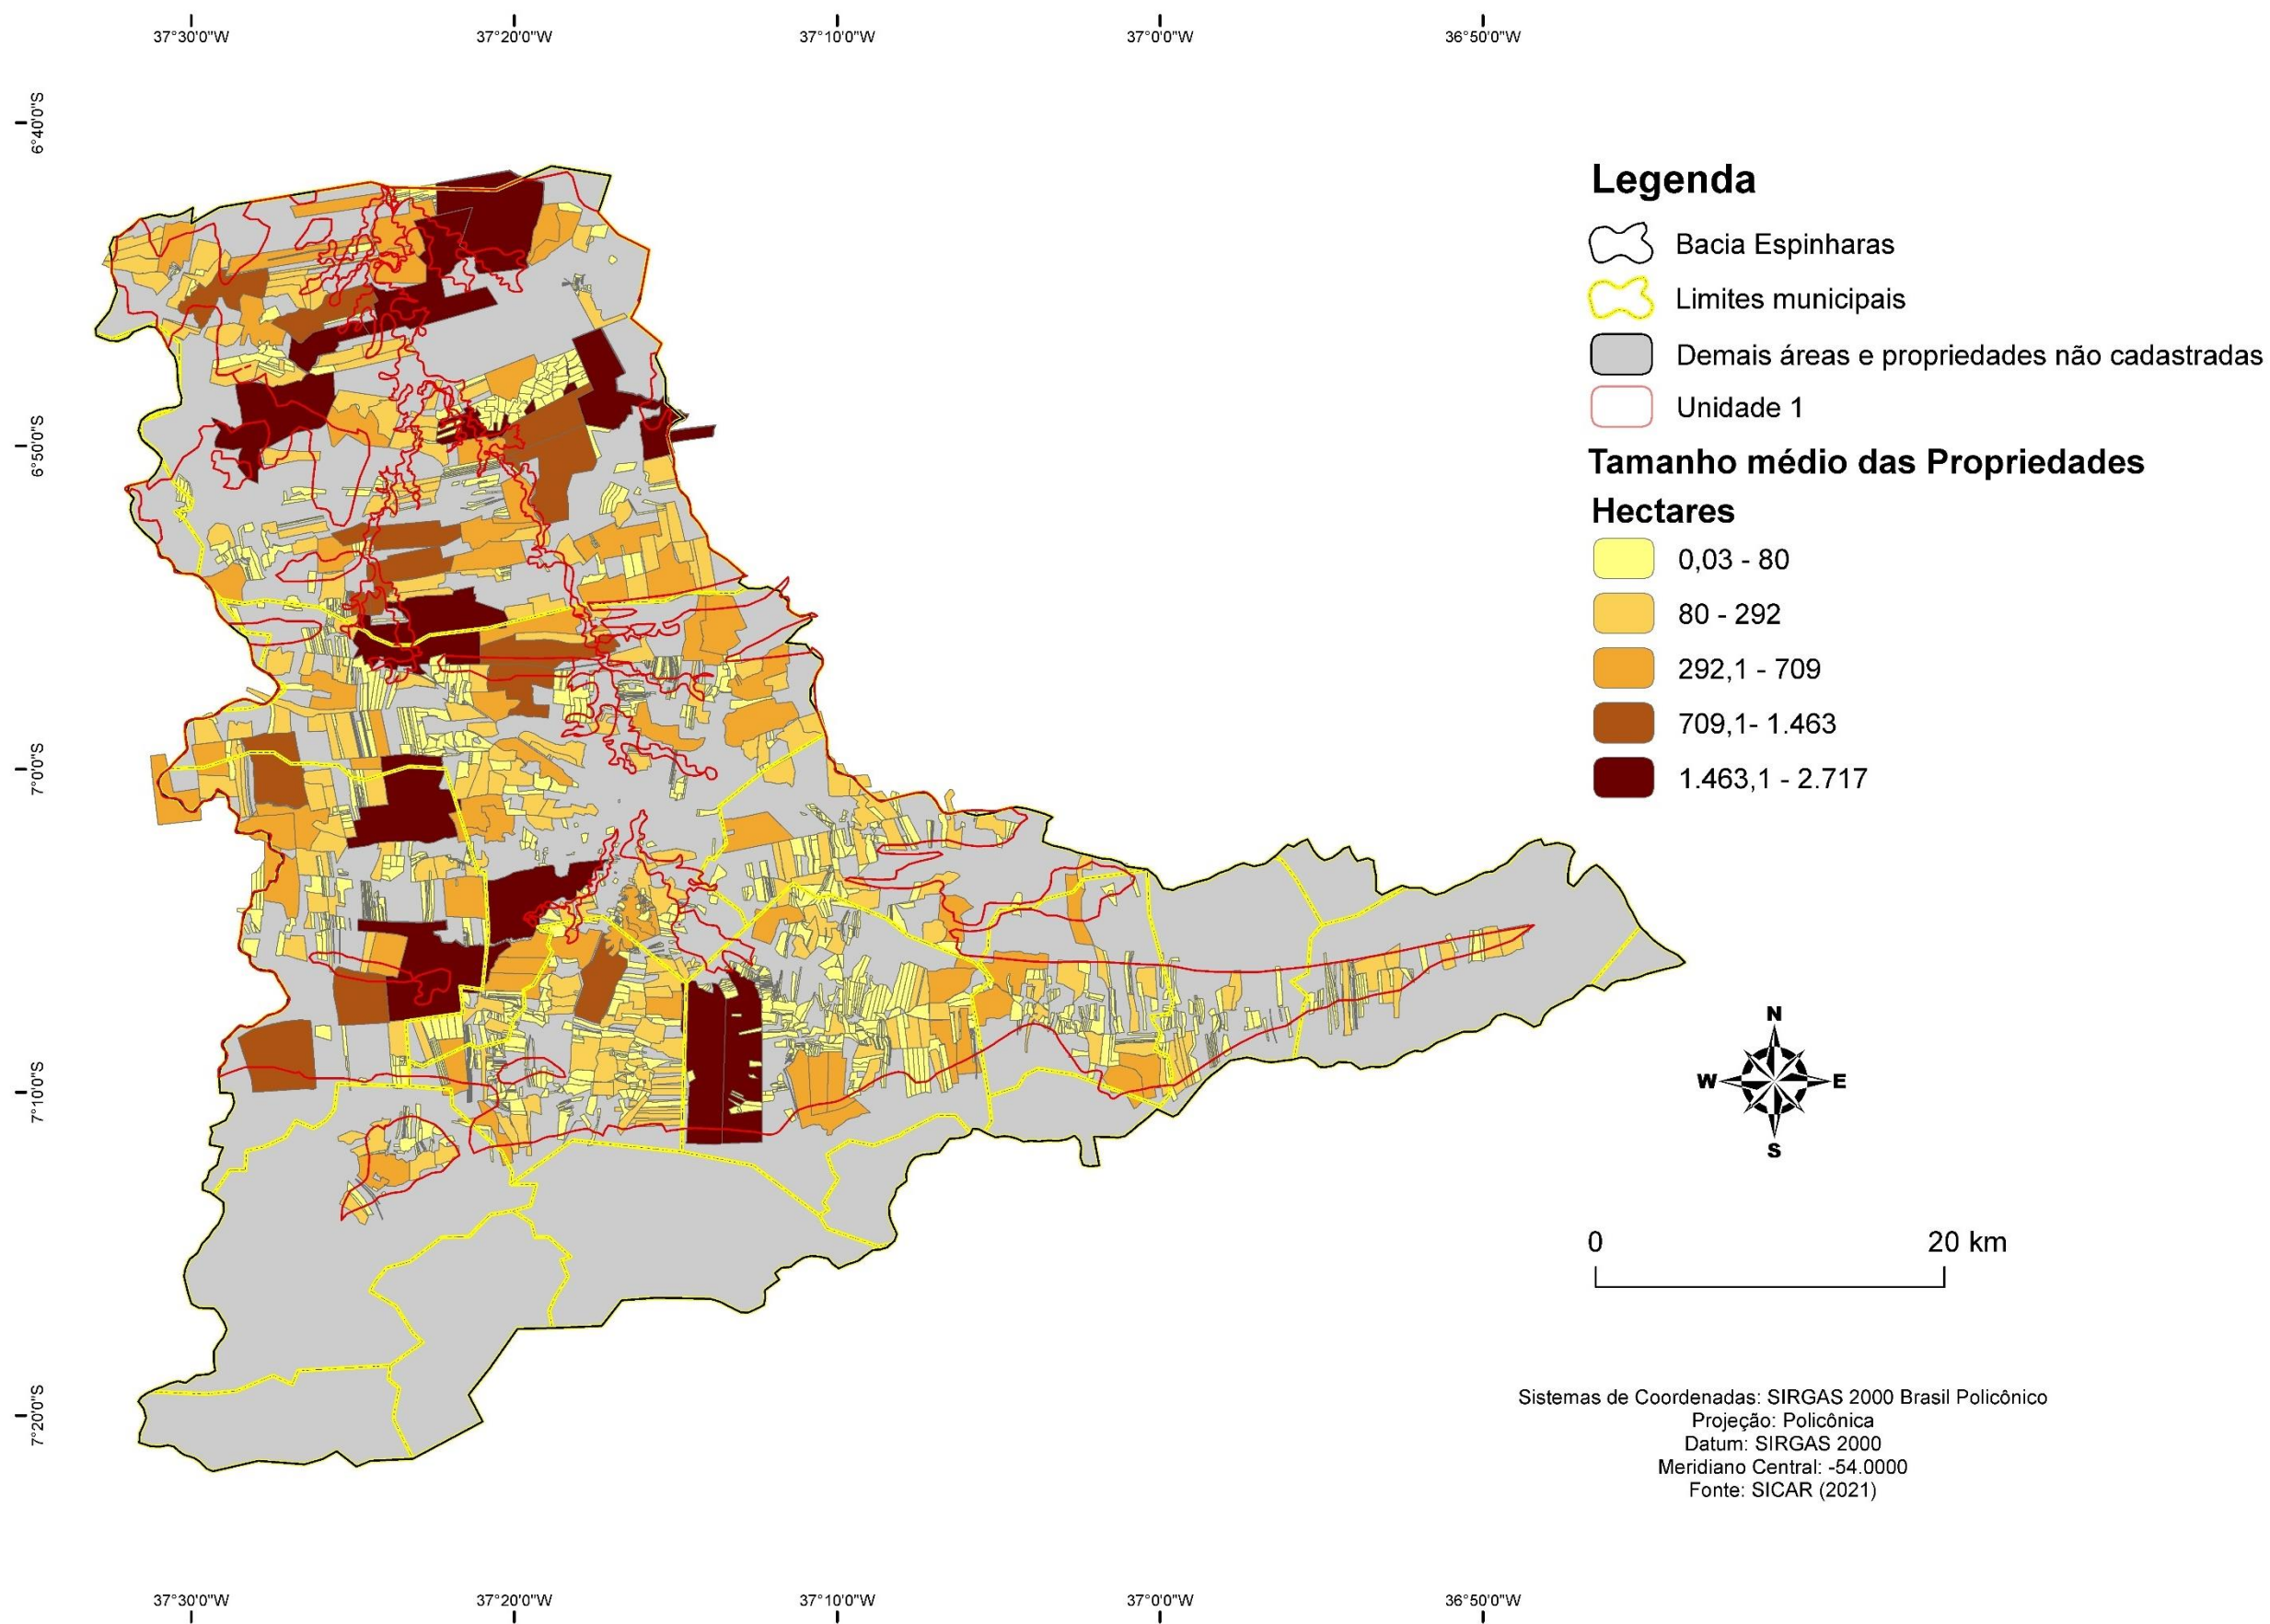 37°30'0"W 37°20'0"W 37°10'0"W 37°0'0"W 36°50'0"W
6°40'0"S
6°50'0"S
7°0'0"S
7°10'0"S
7°20'0"S
Legenda
Bacia Espinharas
Limites municipais
Demais áreas e propriedades não cadastradas
Unidade 1
Tamanho médio das Propriedades
Hectares
0,03 - 80
80 - 292
292,1 - 709
709,1- 1.463
1.463,1 - 2.717
N
W E
S
0 20 km
Sistemas de Coordenadas: SIRGAS 2000 Brasil Policônico
Projeção: Policônica
Datum: SIRGAS 2000
Meridiano Central: -54.0000
Fonte: SICAR (2021)
37°30'0"W 37°20'0"W 37°10'0"W 37°0'0"W 36°50'0"W